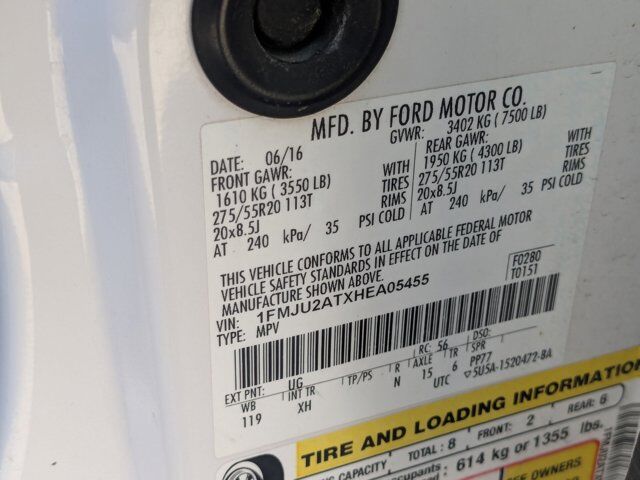 MFD. BY FORD MOTOR CO.
DATE: 06/16 GVWR: 3402 KG ( 7500 LB)
FRONT GAWR: REAR GAWR:
1610 KG ( 3550 LB) WITH 1950 KG ( 4300 LB) WITH
275/55R20 113T TIRES 275/55R20 113T TIRES
20x8.5J RIMS 20x8.5J RIMS
AT 240 kPa/ 35 PSI COLD AT 240 kPa/ 35 PSI COLD
THIS VEHICLE CONFORMS TO ALL APPLICABLE FEDERAL MOTOR
VEHICLE SAFETY STANDARDS IN EFFECT ON THE DATE OF
MANUFACTURE SHOWN ABOVE.
F0280
T0151
VIN: 1FMJU2ATXHEA05455
TYPE: MPV
EXT PNT: UG RC: 56 DSO:
WB INT TR TP/PS R AXLE TR SPR
119 XH N 15 6 PP77
UTC ▽5U5A-1520472-BA
TIRE AND LOADING INFORMATION
CAPACITY TOTAL: 8 FRONT: 2 REAR: 6
614 kg or 1355 lbs.
SEE OWNERS